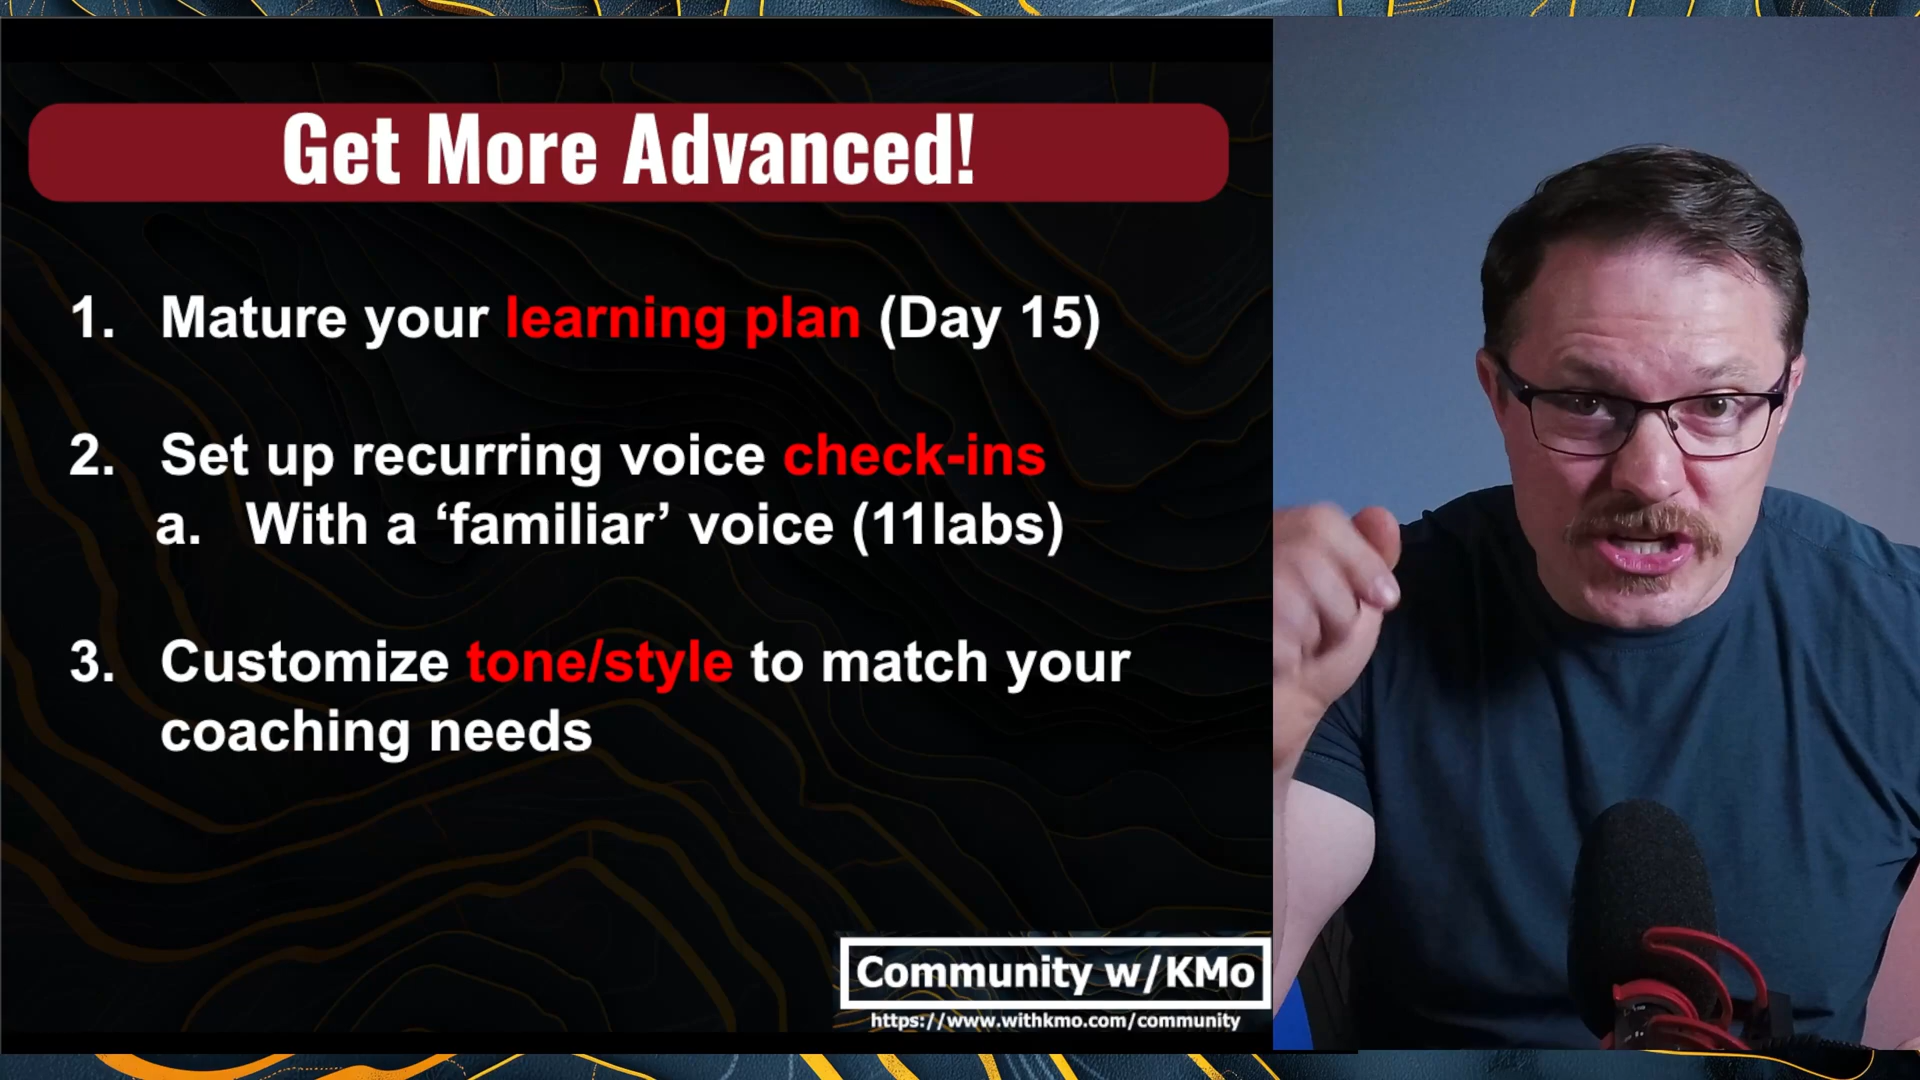 Get More Advanced!
1. Mature your learning plan (Day 15)
2. Set up recurring voice check-ins
a. With a ‘familiar’ voice (11labs)
3. Customize tone/style to match your
coaching needs
Community w/KMo
https://www.withkmo.com/community